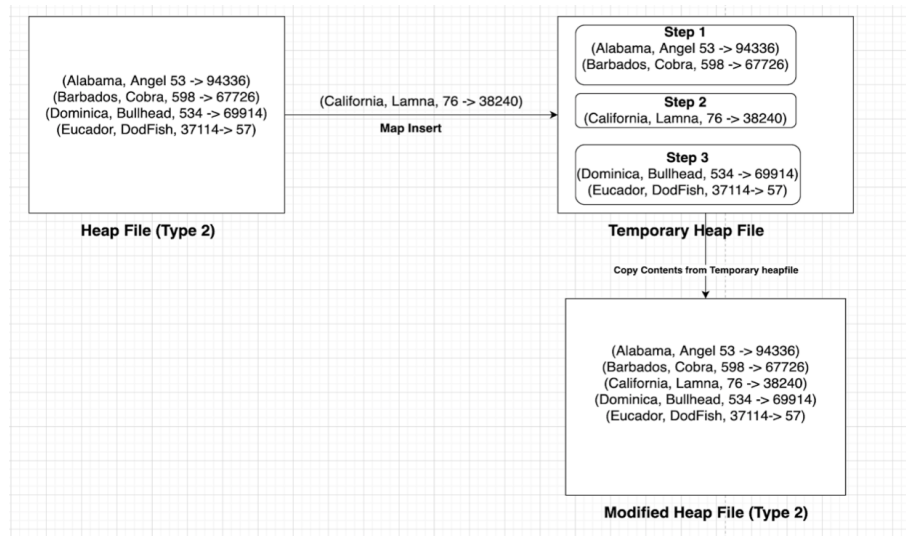 (Alabama, Angel 53 -> 94336)
(Barbados, Cobra, 598 -> 67726)
(Dominica, Bullhead, 534 -> 69914)
(Eucador, DodFish, 37114-> 57)
Heap File (Type 2)
(California, Lamna, 76 -> 38240)
Map Insert
Step 1
(Alabama, Angel 53 -> 94336)
(Barbados, Cobra, 598 -> 67726)
Step 2
(California, Lamna, 76 -> 38240)
Step 3
(Dominica, Bullhead, 534 -> 69914)
(Eucador, DodFish, 37114-> 57)
Temporary Heap File
Copy Contents from Temporary heapfile
(Alabama, Angel 53 -> 94336)
(Barbados, Cobra, 598 -> 67726)
(California, Lamna, 76 -> 38240)
(Dominica, Bullhead, 534 -> 69914)
(Eucador, DodFish, 37114-> 57)
Modified Heap File (Type 2)